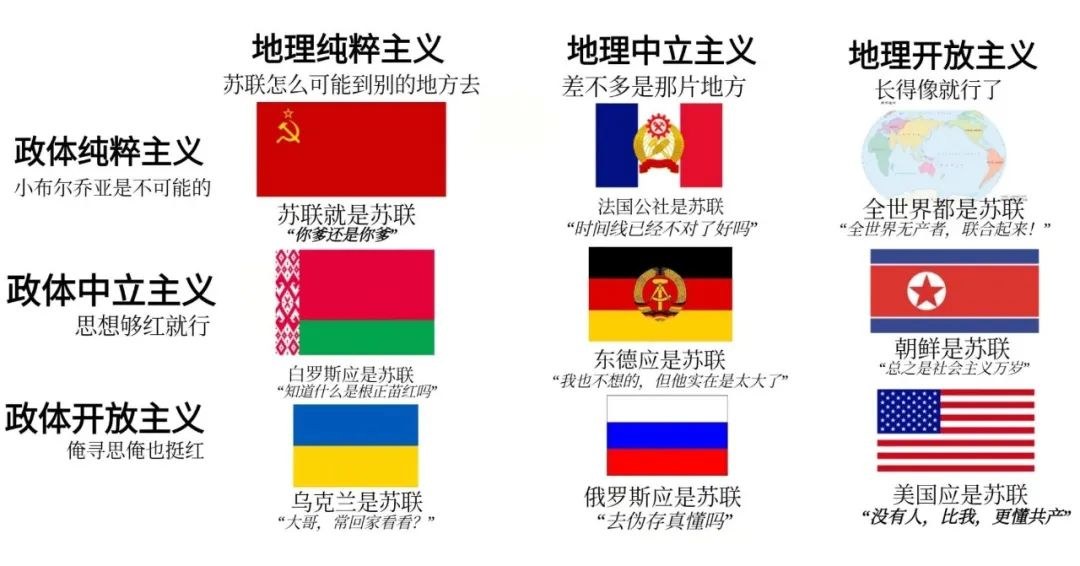 地理纯粹主义
地理中立主义
地理开放主义
苏联怎么可能到别的地方去
差不多是那片地方
长得像就行了
政体纯粹主义
小布尔乔亚是不可能的
苏联就是苏联
法国公社是苏联
全世界都是苏联
“你爹还是你爹”
“时间线已经不对了好吗”
“全世界无产者，联合起来！”
政体中立主义
思想够红就行
白罗斯应是苏联
东德应是苏联
朝鲜是苏联
“知道什么是根正苗红吗”
“我也不想的，但他实在是太大了”
“总之是社会主义万岁”
政体开放主义
俺寻思俺也挺红
乌克兰是苏联
俄罗斯应是苏联
美国应是苏联
“大哥，常回家看看？”
“去伪存真懂吗”
“没有人，比我，更懂共产”